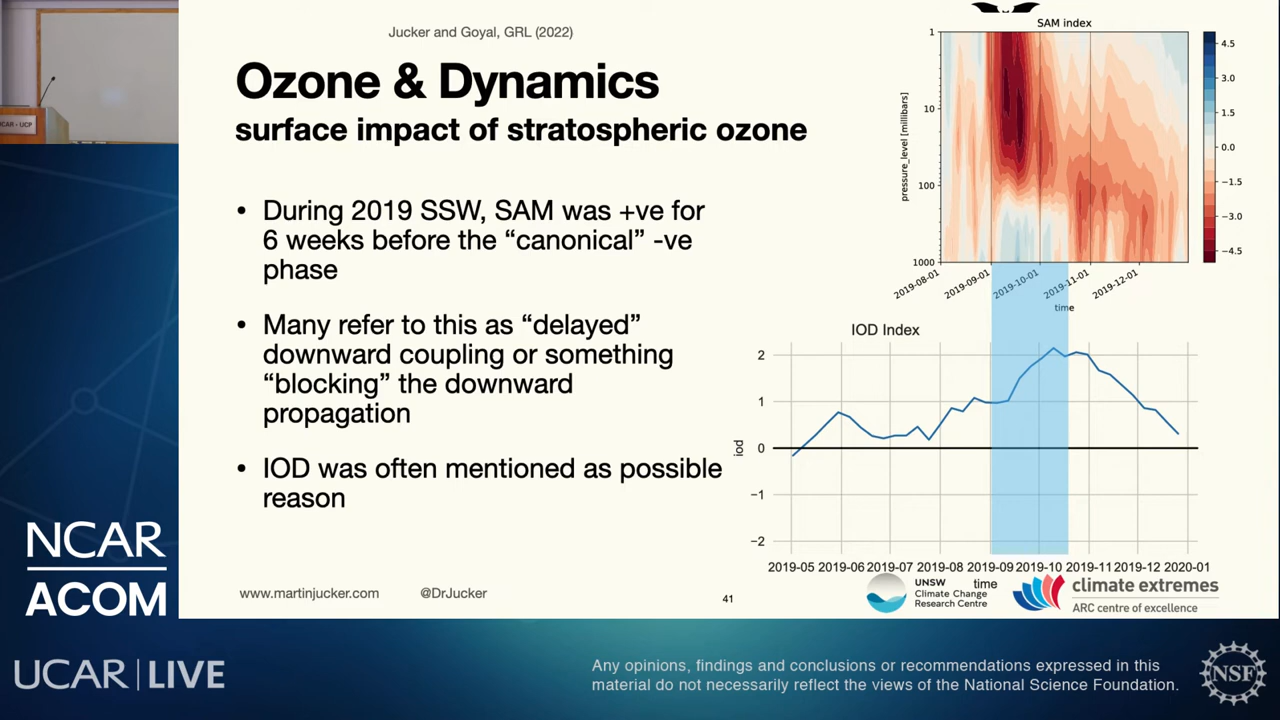 UCAR - UCP
Jucker and Goyal, GRL (2022)
Ozone & Dynamics
surface impact of stratospheric ozone
• During 2019 SSW, SAM was +ve for
6 weeks before the “canonical” -ve
phase
• Many refer to this as “delayed”
downward coupling or something
“blocking” the downward
propagation
• IOD was often mentioned as possible
reason
SAM index
1
10
100
1000
pressure_level [millibars]
2019-08-01
2019-09-01
2019-10-01
2019-11-01
2019-12-01
time
4.5
3.0
1.5
0.0
−1.5
−3.0
−4.5
IOD Index
2
1
0
−1
−2
iod
2019-05 2019-06 2019-07 2019-08 2019-09 2019-10 2019-11 2019-12 2020-01
time
www.martinjucker.com
@DrJucker
41
UNSW
Climate Change
Research Centre
climate extremes
ARC centre of excellence
NCAR
ACOM
UCAR | LIVE
Any opinions, findings and conclusions or recommendations expressed in this
material do not necessarily reflect the views of the National Science Foundation.
NSF